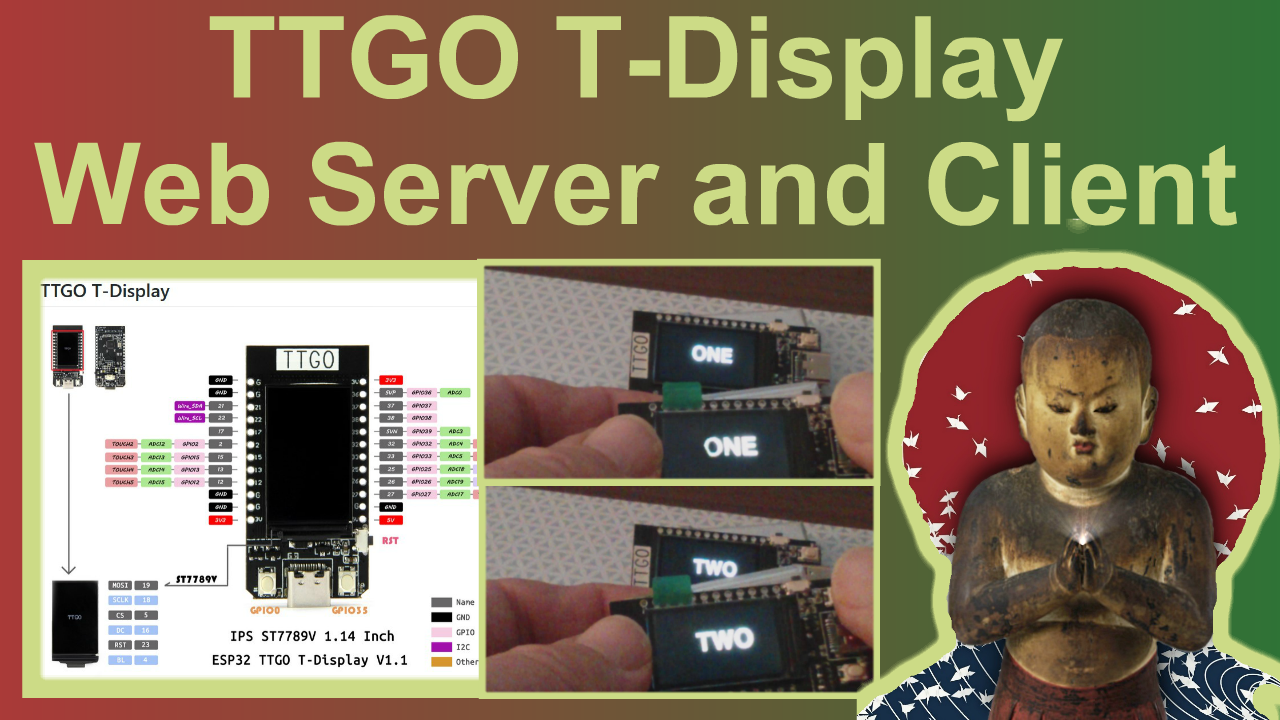 TTGO T-Display
Web Server and Client
TTGO T-Display
TTGO
GND G G 3V3
GND G SVP GPIO36 ADC0
Wire_SDA 21 37 GPIO37
Wire_SCL 22 38 GPIO38
17 SVN GPIO39 ADC3
TOUCH2 ADC12 GPIO2 2 32 GPIO32 ADC4
TOUCH3 ADC13 GPIO15 15 33 GPIO33 ADC5
TOUCH4 ADC14 GPIO13 13 25 GPIO25 ADC18
TOUCH5 ADC15 GPIO12 12 26 GPIO26 ADC19
GND G 27 GPIO27 ADC17
GND G GND
3V3 5V
RST
ST7789V
MOSI 19
SCLK 18
CS 5
DC 16
RST 23
BL 4
TTGO
GPIO0 GPIO35
IPS ST7789V 1.14 Inch
ESP32 TTGO T-Display V1.1
Name
GND
GPIO
I2C
Other
TTGO
ONE
ONE
TTGO
TWO
TWO